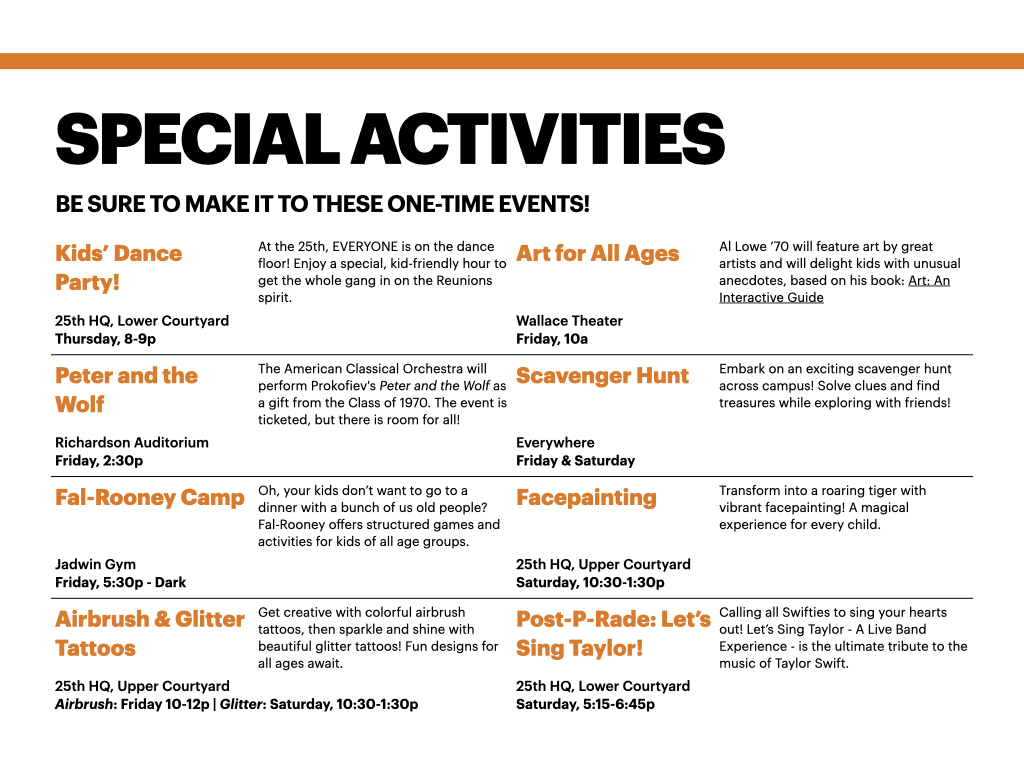 SPECIAL ACTIVITIES
BE SURE TO MAKE IT TO THESE ONE-TIME EVENTS!
Kids’ Dance
Party!
At the 25th, EVERYONE is on the dance
floor! Enjoy a special, kid-friendly hour to
get the whole gang in on the Reunions
spirit.
25th HQ, Lower Courtyard
Thursday, 8-9p
Art for All Ages
Al Lowe ’70 will feature art by great
artists and will delight kids with unusual
anecdotes, based on his book: Art: An
Interactive Guide
Wallace Theater
Friday, 10a
Peter and the
Wolf
The American Classical Orchestra will
perform Prokofiev's Peter and the Wolf as
a gift from the Class of 1970. The event is
ticketed, but there is room for all!
Richardson Auditorium
Friday, 2:30p
Scavenger Hunt
Embark on an exciting scavenger hunt
across campus! Solve clues and find
treasures while exploring with friends!
Everywhere
Friday & Saturday
Fal-Rooney Camp
Oh, your kids don’t want to go to a
dinner with a bunch of us old people?
Fal-Rooney offers structured games and
activities for kids of all age groups.
Jadwin Gym
Friday, 5:30p - Dark
Facepainting
Transform into a roaring tiger with
vibrant facepainting! A magical
experience for every child.
25th HQ, Upper Courtyard
Saturday, 10:30-1:30p
Airbrush & Glitter
Tattoos
Get creative with colorful airbrush
tattoos, then sparkle and shine with
beautiful glitter tattoos! Fun designs for
all ages await.
25th HQ, Upper Courtyard
Airbrush: Friday 10-12p | Glitter: Saturday, 10:30-1:30p
Post-P-Rade: Let’s
Sing Taylor!
Calling all Swifties to sing your hearts
out! Let’s Sing Taylor - A Live Band
Experience - is the ultimate tribute to the
music of Taylor Swift.
25th HQ, Lower Courtyard
Saturday, 5:15-6:45p